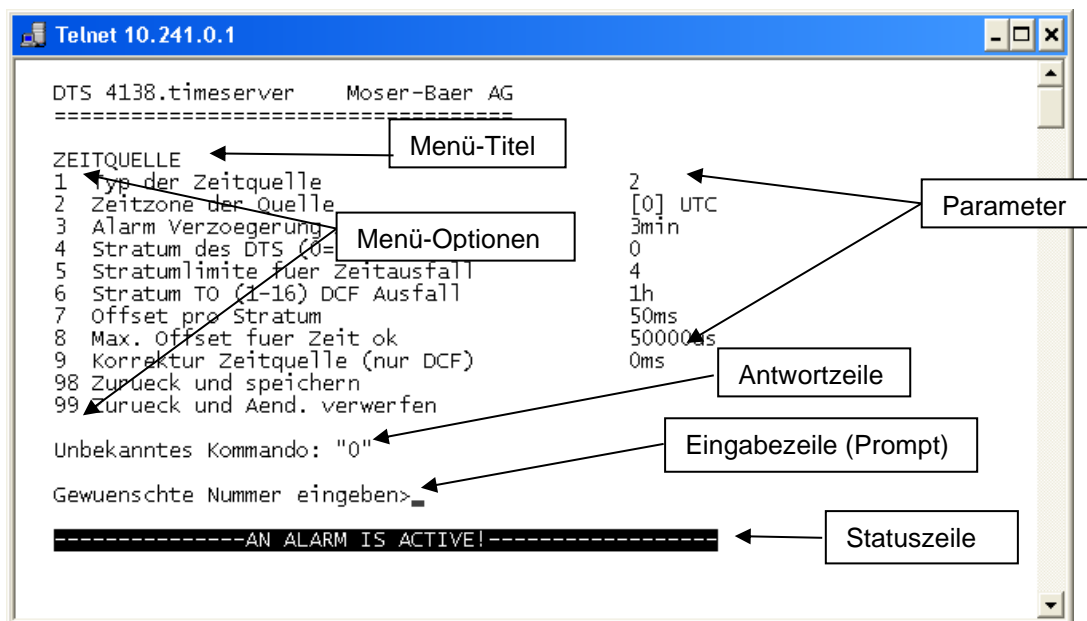 Telnet 10.241.0.1
DTS 4138.timeserver Moser-Baer AG
===================================
Menü-Titel
ZEITQUELLE
1 Typ der Zeitquelle 2
2 Zeitzone der Quelle [0] UTC
Parameter
3 Alarm Verzoegerung 3min
Menü-Optionen
4 Stratum des DTS (0= 0
5 Stratumlimite fuer Zeitausfall 4
6 Stratum TO (1-16) DCF Ausfall 1h
7 Offset pro Stratum 50ms
8 Max. Offset fuer Zeit ok 50000us
9 Korrektur Zeitquelle (nur DCF) 0ms
Antwortzeile
98 Zurueck und speichern
99 Zurueck und Aend. verwerfen
Unbekanntes Kommando: "0"
Eingabezeile (Prompt)
Gewuenschte Nummer eingeben>_
---------------AN ALARM IS ACTIVE!------------------
Statuszeile